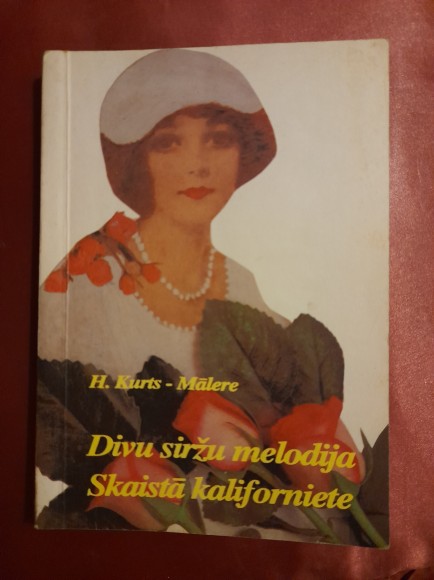 H. Kurts - Mālere
Divu siržu melodija
Skaistā kaliforniete